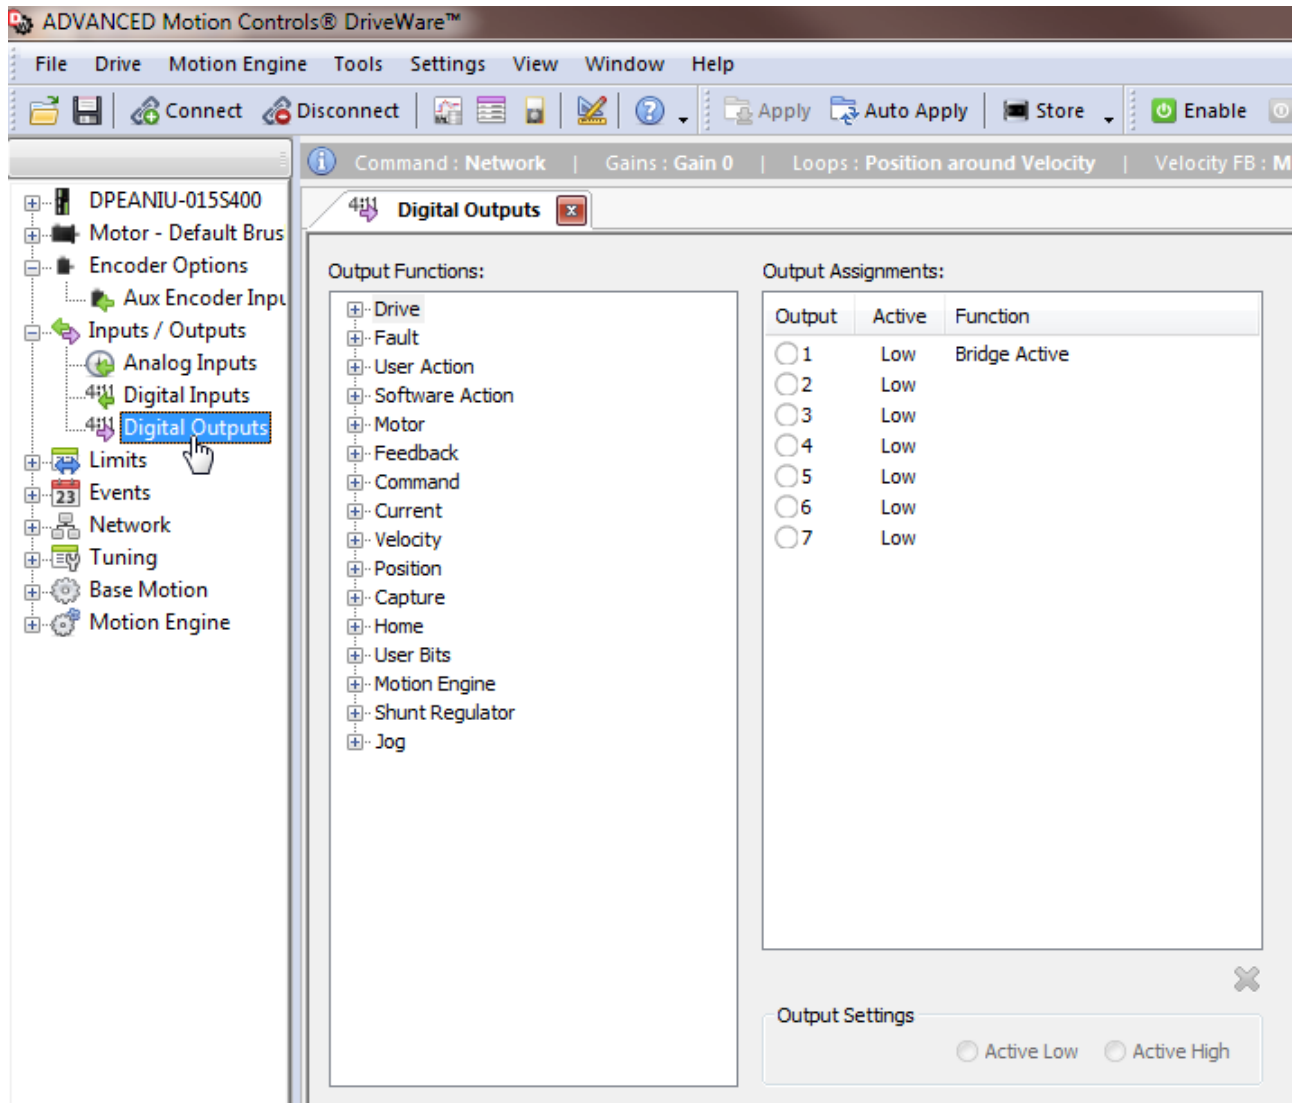 ADVANCED Motion Controls® DriveWare™
File Drive Motion Engine Tools Settings View Window Help
Connect Disconnect Apply Auto Apply Store Enable
Command : Network | Gains : Gain 0 | Loops : Position around Velocity | Velocity FB : M
DPEANIU-015S400
Motor - Default Brus
Encoder Options
Aux Encoder Inpu
Inputs / Outputs
Analog Inputs
Digital Inputs
Digital Outputs
Limits
23 Events
Network
Tuning
Base Motion
Motion Engine
Digital Outputs x
Output Functions:
Drive
Fault
User Action
Software Action
Motor
Feedback
Command
Current
Velocity
Position
Capture
Home
User Bits
Motion Engine
Shunt Regulator
Jog
Output Assignments:
Output Active Function
1 Low Bridge Active
2 Low
3 Low
4 Low
5 Low
6 Low
7 Low
Output Settings
Active Low Active High